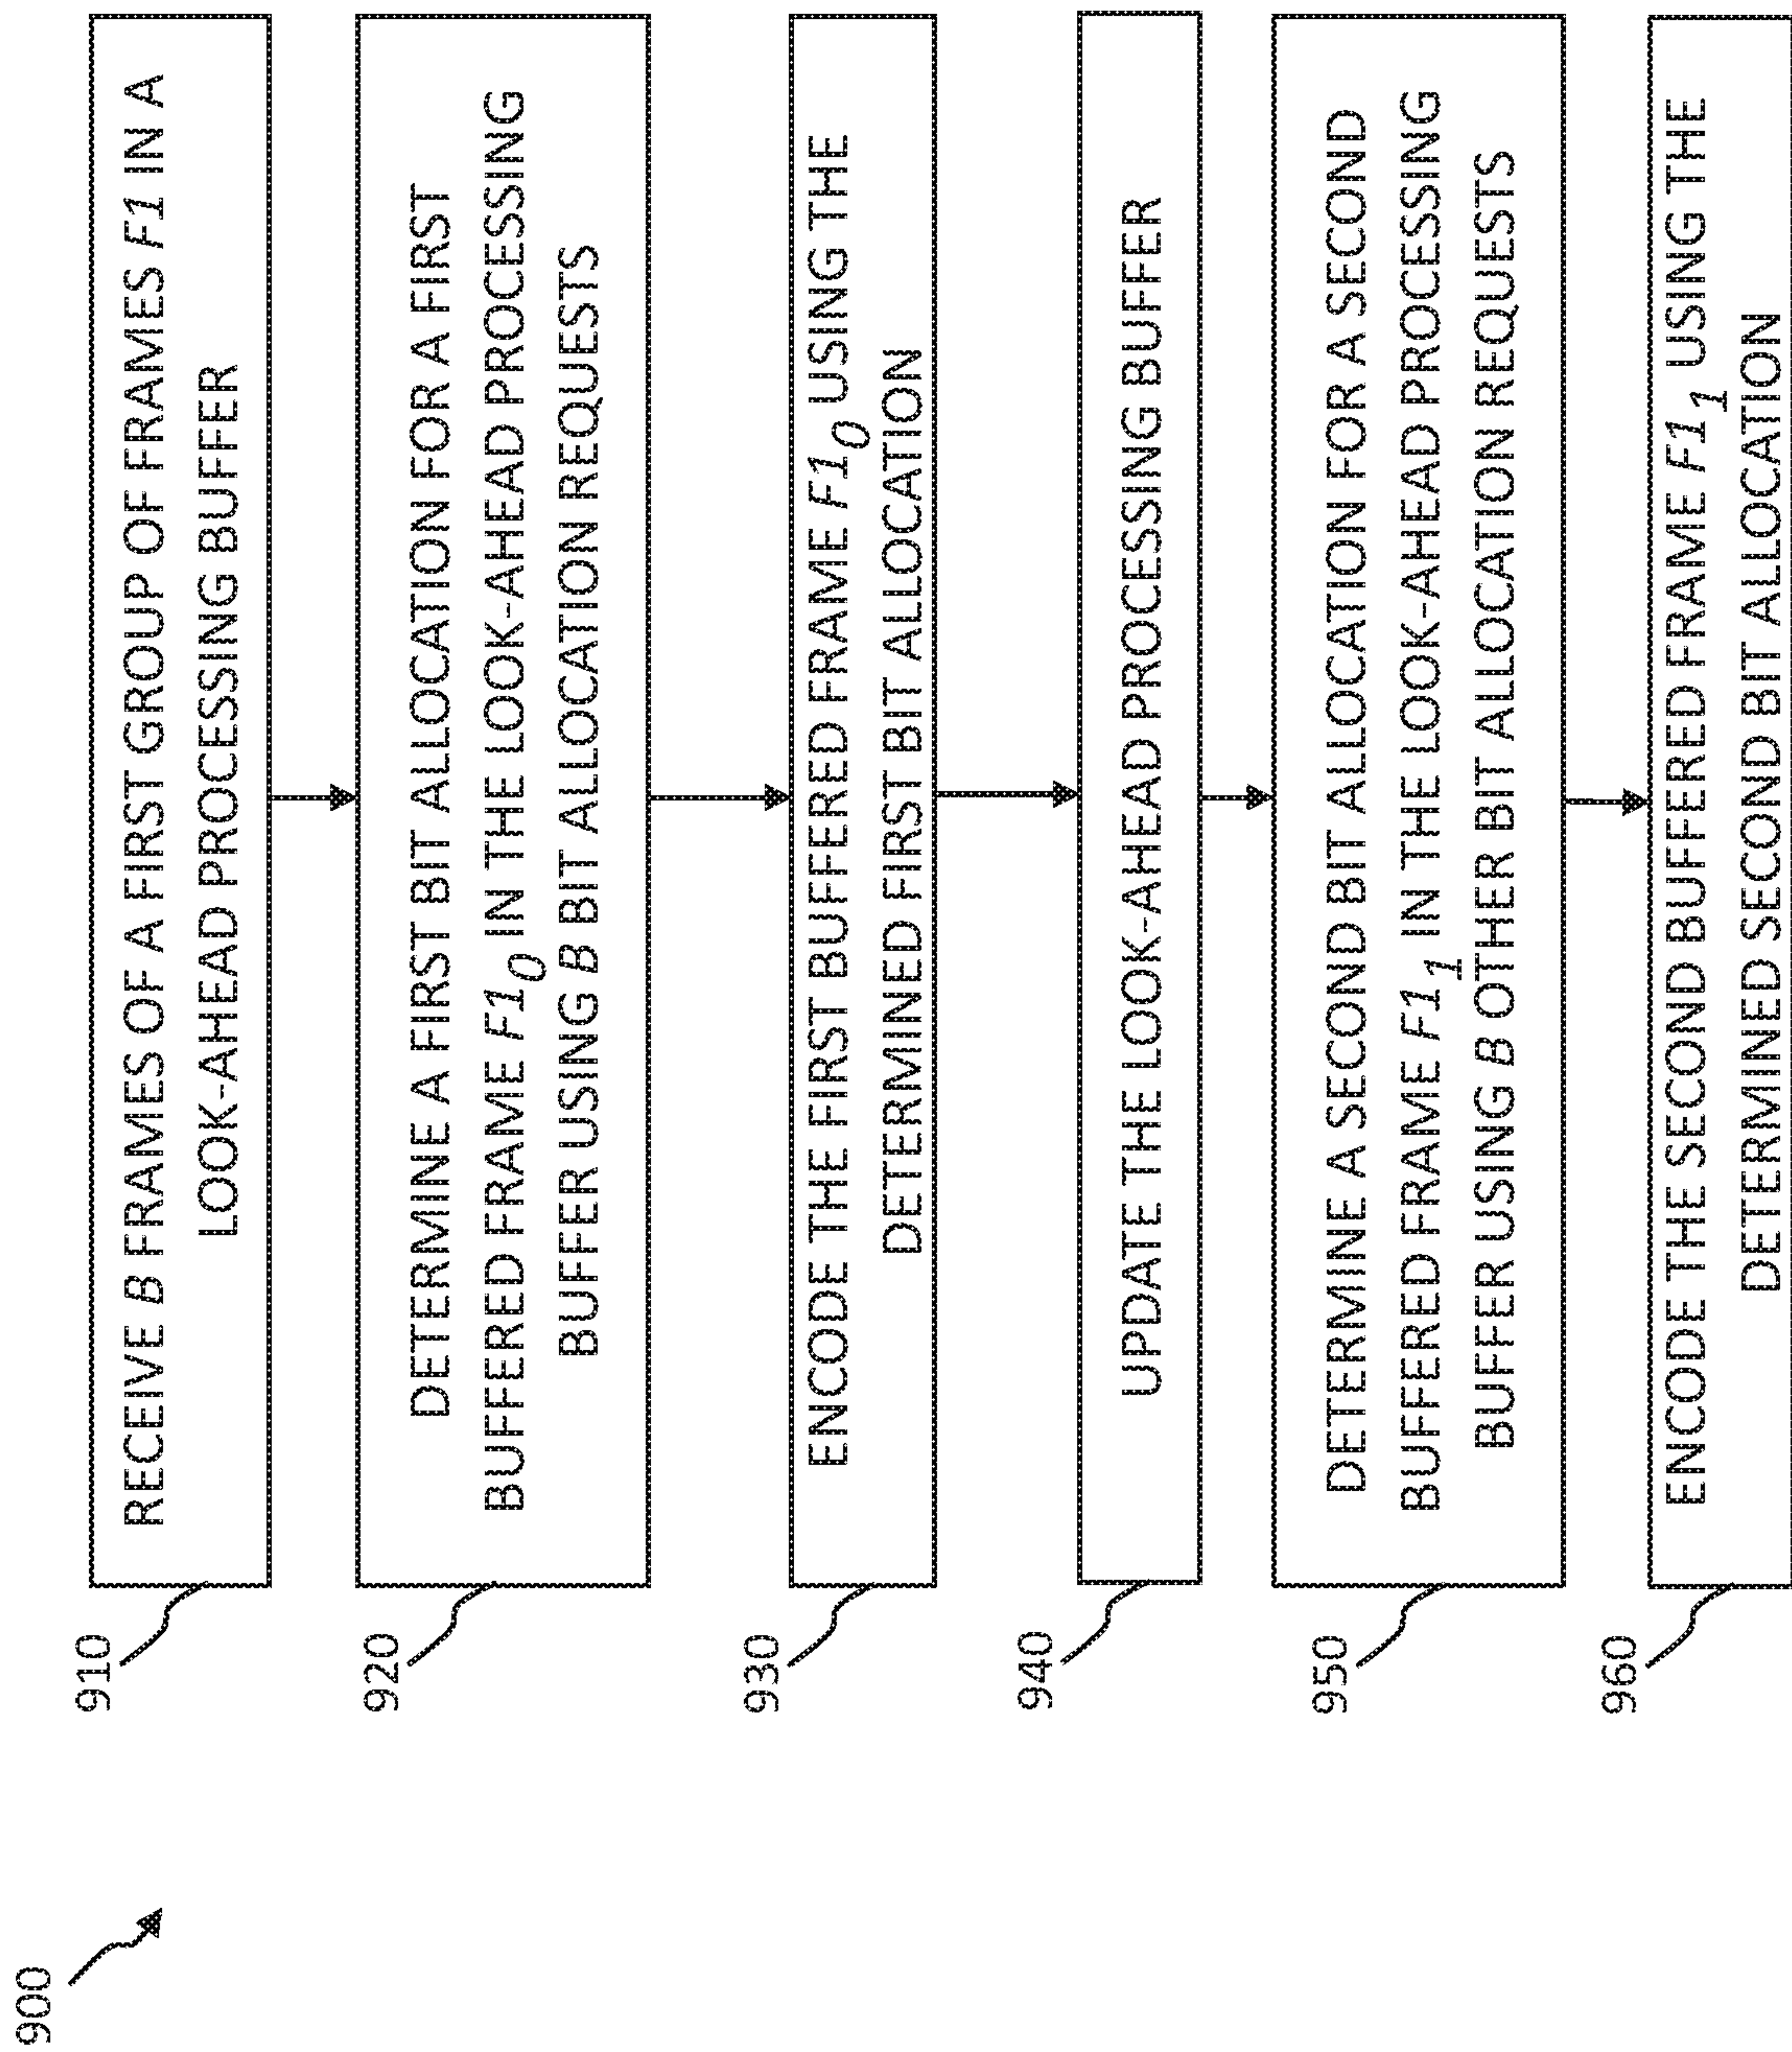 900
910
RECEIVE B FRAMES OF A FIRST GROUP OF FRAMES F1 IN A
LOOK-AHEAD PROCESSING BUFFER
920
DETERMINE A FIRST BIT ALLOCATION FOR A FIRST
BUFFERED FRAME F1₀ IN THE LOOK-AHEAD PROCESSING
BUFFER USING B BIT ALLOCATION REQUESTS
930
ENCODE THE FIRST BUFFERED FRAME F1₀ USING THE
DETERMINED FIRST BIT ALLOCATION
940
UPDATE THE LOOK-AHEAD PROCESSING BUFFER
950
DETERMINE A SECOND BIT ALLOCATION FOR A SECOND
BUFFERED FRAME F1₁ IN THE LOOK-AHEAD PROCESSING
BUFFER USING B OTHER BIT ALLOCATION REQUESTS
960
ENCODE THE SECOND BUFFERED FRAME F1₁ USING THE
DETERMINED SECOND BIT ALLOCATION